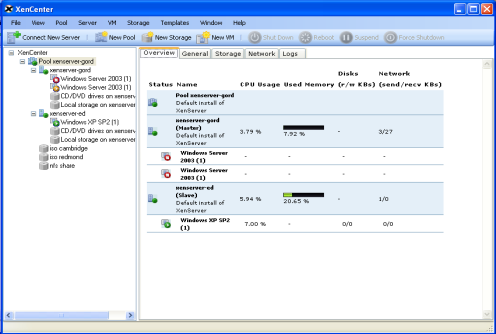 XenCenter
File View Pool Server VM Storage Templates Window Help
Connect New Server New Pool New Storage New VM Shut Down Reboot Suspend Force Shutdown
XenCenter
Pool xenserver-gord
xenserver-gord
Windows Server 2003 (1)
Windows Server 2003 (1)
CD/DVD drives on xenserv
Local storage on xenserver
xenserver-ed
Windows XP SP2 (1)
CD/DVD drives on xenserv
Local storage on xenserver
iso cambridge
iso redmond
nfs share
Overview General Storage Network Logs
Disks Network
Status Name CPU Usage Used Memory (r/w KBs) (send/recv KBs)
Pool xenserver-gord
Default install of
XenServer
xenserver-gord
(Master)
Default install of
XenServer
3.79 % 7.92 % - 3/27
Windows Server
2003 (1)
- - - -
Windows Server
2003 (1)
- - - -
xenserver-ed
(Slave)
Default install of
XenServer
5.94 % 20.65 % - 1/0
Windows XP SP2
(1)
7.00 % - 0/0 0/0